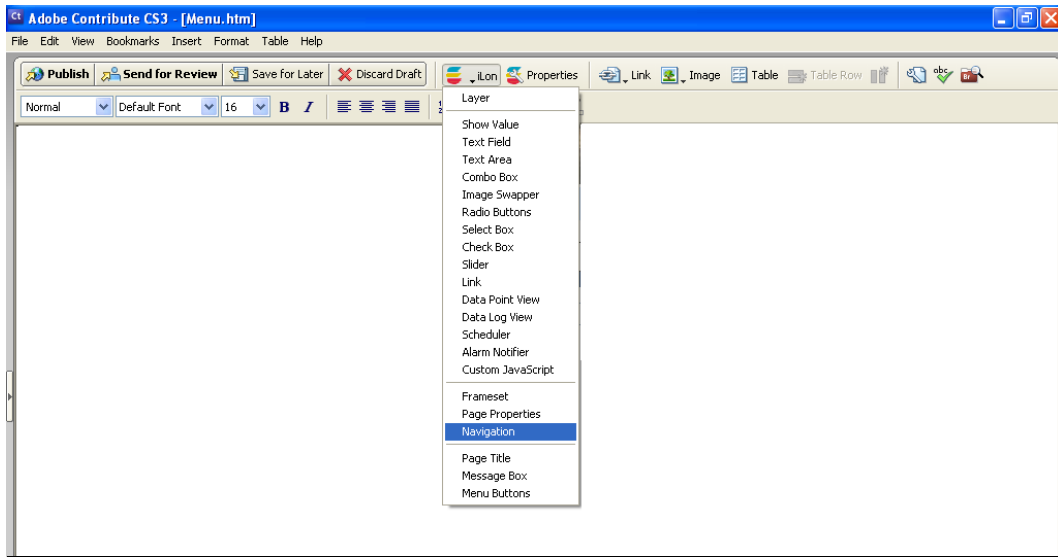 Ct Adobe Contribute CS3 - [Menu.htm]
File Edit View Bookmarks Insert Format Table Help
Publish Send for Review Save for Later Discard Draft iLon Properties Link Image Table Table Row abc Br
Normal Default Font 16 B I
Layer
Show Value
Text Field
Text Area
Combo Box
Image Swapper
Radio Buttons
Select Box
Check Box
Slider
Link
Data Point View
Data Log View
Scheduler
Alarm Notifier
Custom JavaScript
Frameset
Page Properties
Navigation
Page Title
Message Box
Menu Buttons